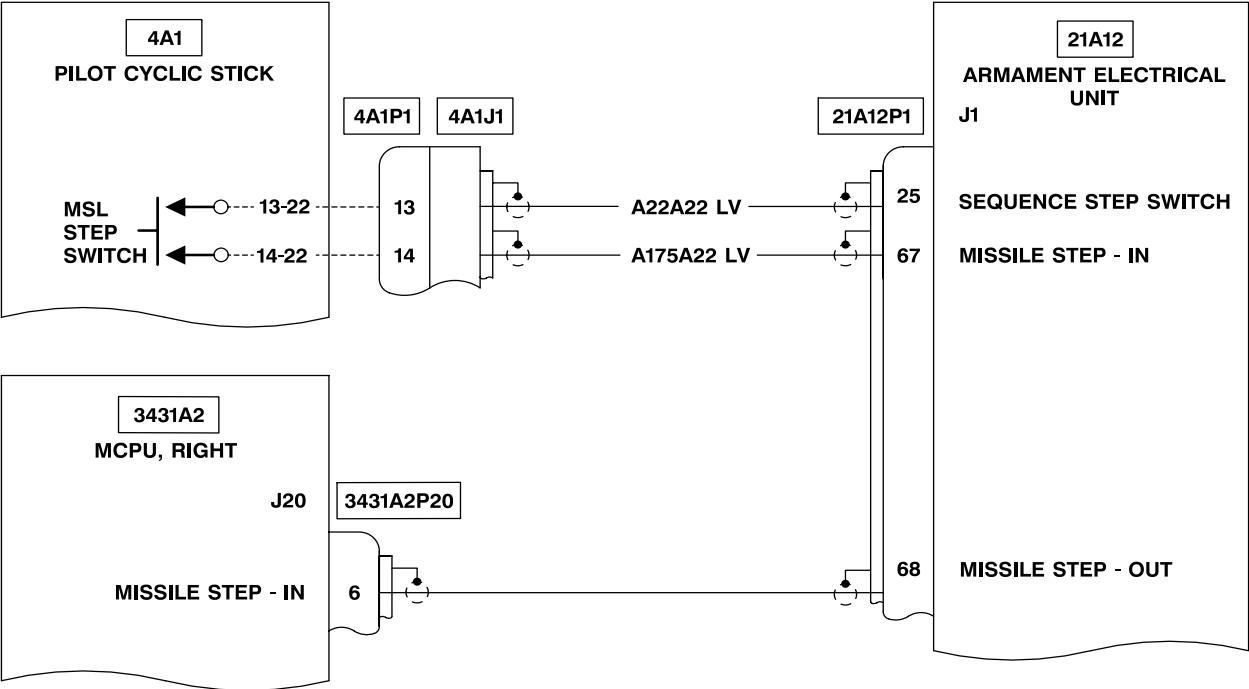 4A1
PILOT CYCLIC STICK
21A12
ARMAMENT ELECTRICAL
UNIT
J1
4A1P1
4A1J1
21A12P1
MSL
STEP
SWITCH
13-22
13
A22A22 LV
25
SEQUENCE STEP SWITCH
14-22
14
A175A22 LV
67
MISSILE STEP - IN
3431A2
MCPU, RIGHT
J20
3431A2P20
MISSILE STEP - IN
6
68
MISSILE STEP - OUT